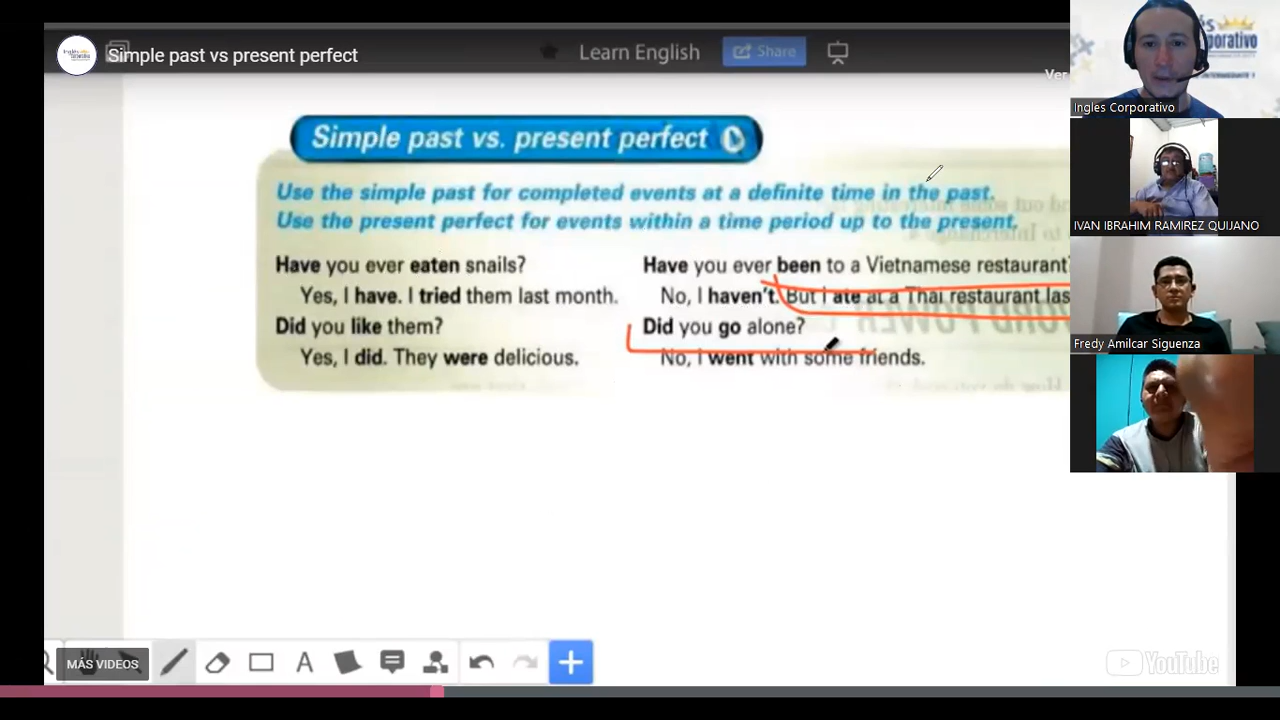 Simple past vs present perfect
Learn English
Share
Ver
Simple past vs. present perfect
Use the simple past for completed events at a definite time in the past.
Use the present perfect for events within a time period up to the present.
Have you ever eaten snails?
Yes, I have. I tried them last month.
Did you like them?
Yes, I did. They were delicious.
Have you ever been to a Vietnamese restaurant?
No, I haven't. But I ate at a Thai restaurant las
Did you go alone?
No, I went with some friends.
Ingles Corporativo
IVAN IBRAHIM RAMIREZ QUIJANO
Fredy Amilcar Siguenza
MÁS VIDEOS
YouTube